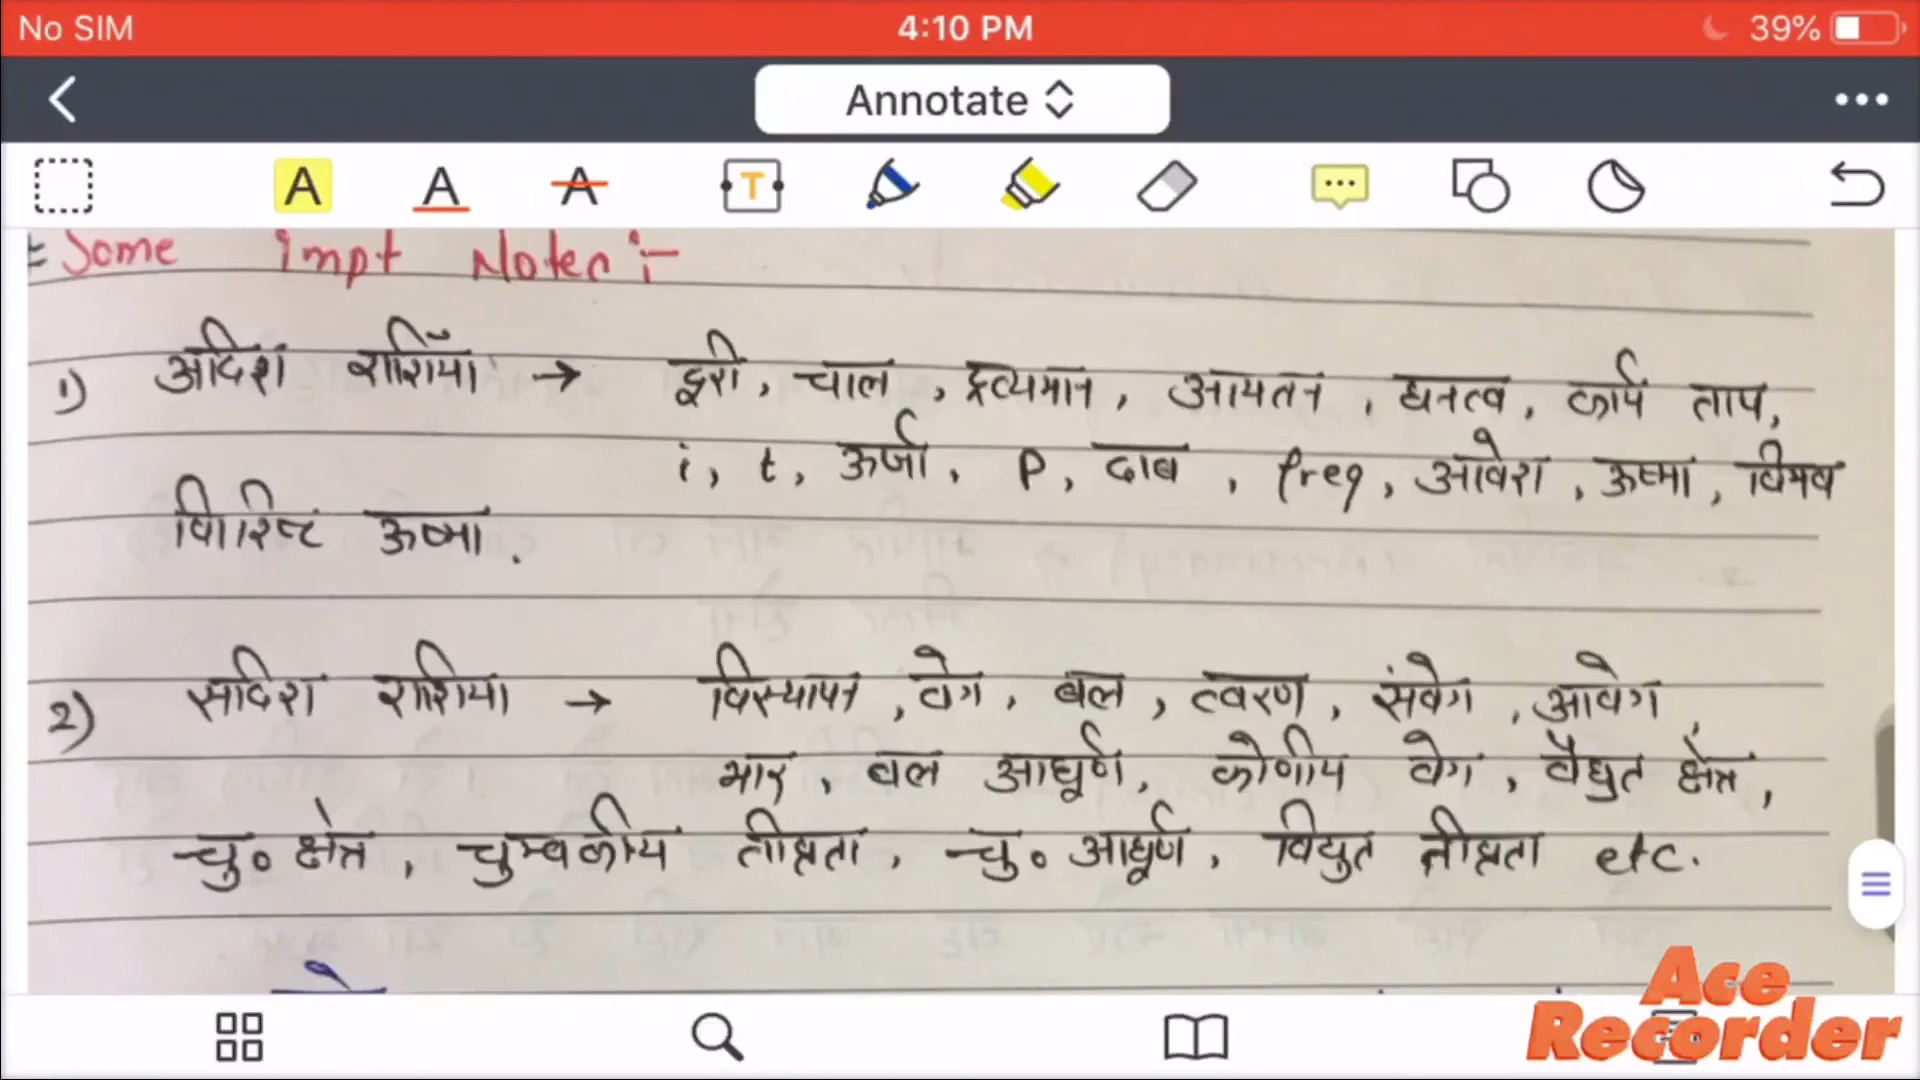 No SIM 4:10 PM 39%
Annotate
A A A T
Some impt Notes :-
1) अदिश राशिया → दूरी, चाल, द्रव्यमान, आयतन, घनत्व, कार्य ताप,
i, t, ऊर्जा, P, दाब, freq, आवेश, ऊष्मा, विभव
विशिष्ट ऊष्मा.
2) सदिश राशिया → विस्थापन, वेग, बल, त्वरण, संवेग, आवेग,
भार, बल आघूर्ण, कोणीय वेग, वैद्युत क्षेत्र,
चु० क्षेत्र, चुम्बकीय तीव्रता, चु० आघूर्ण, विद्युत तीव्रता etc.
Ace
Recorder